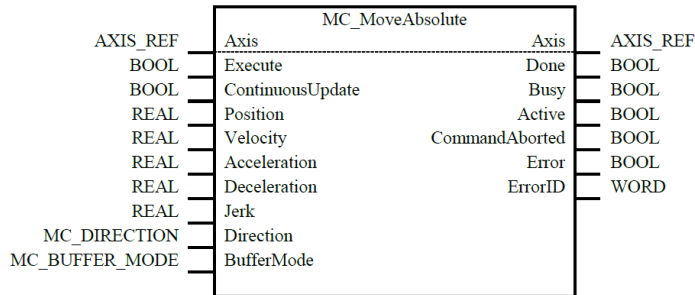 MC_MoveAbsolute
AXIS_REF Axis Axis AXIS_REF
BOOL Execute Done BOOL
BOOL ContinuousUpdate Busy BOOL
REAL Position Active BOOL
REAL Velocity CommandAborted BOOL
REAL Acceleration Error BOOL
REAL Deceleration ErrorID WORD
REAL Jerk
MC_DIRECTION Direction
MC_BUFFER_MODE BufferMode